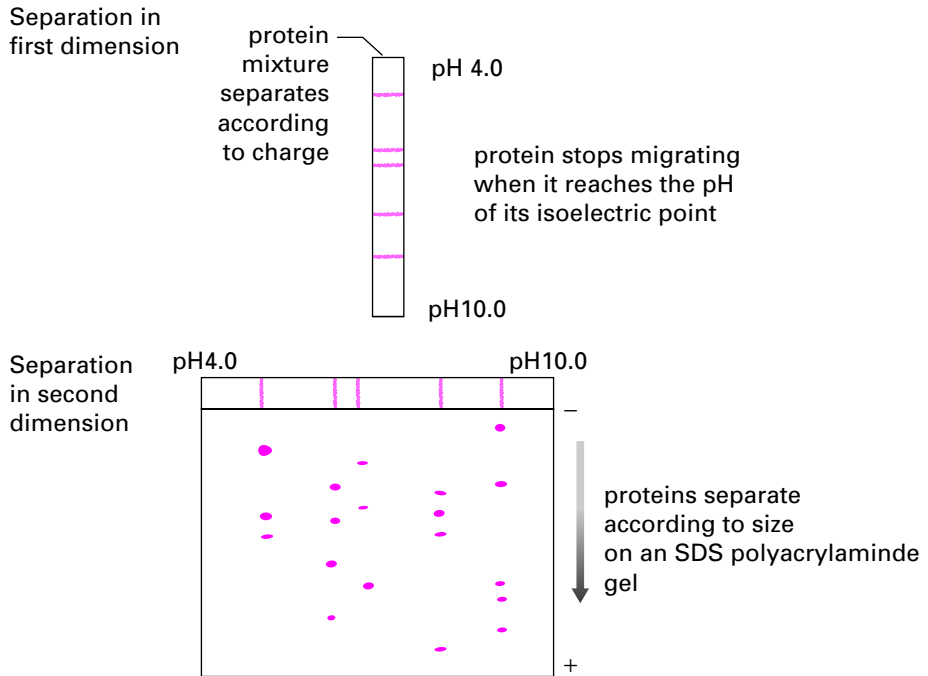 Separation in
first dimension
protein
mixture
separates
according
to charge
pH 4.0
protein stops migrating
when it reaches the pH
of its isoelectric point
pH10.0
Separation
in second
dimension
pH4.0
pH10.0
–
proteins separate
according to size
on an SDS polyacrylaminde
gel
+